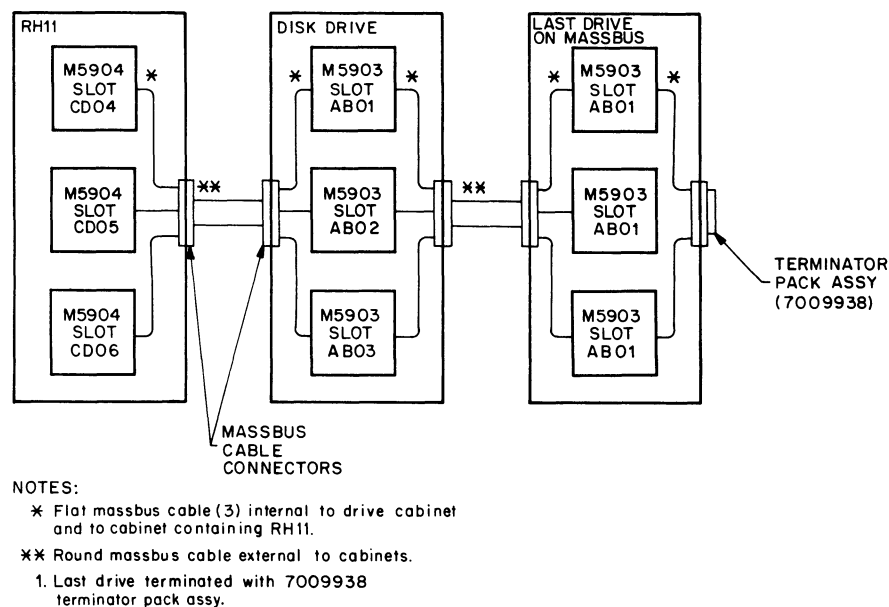 RH11
M5904
SLOT
CD04
*
M5904
SLOT
CD05
M5904
SLOT
CD06
**
DISK DRIVE
*
M5903
SLOT
AB01
*
M5903
SLOT
AB02
M5903
SLOT
AB03
**
LAST DRIVE
ON MASSBUS
*
M5903
SLOT
AB01
*
M5903
SLOT
AB01
M5903
SLOT
AB01
TERMINATOR
PACK ASSY
(7009938)
MASSBUS
CABLE
CONNECTORS
NOTES:
* Flat massbus cable (3) internal to drive cabinet
and to cabinet containing RH11.
** Round massbus cable external to cabinets.
1. Last drive terminated with 7009938
terminator pack assy.